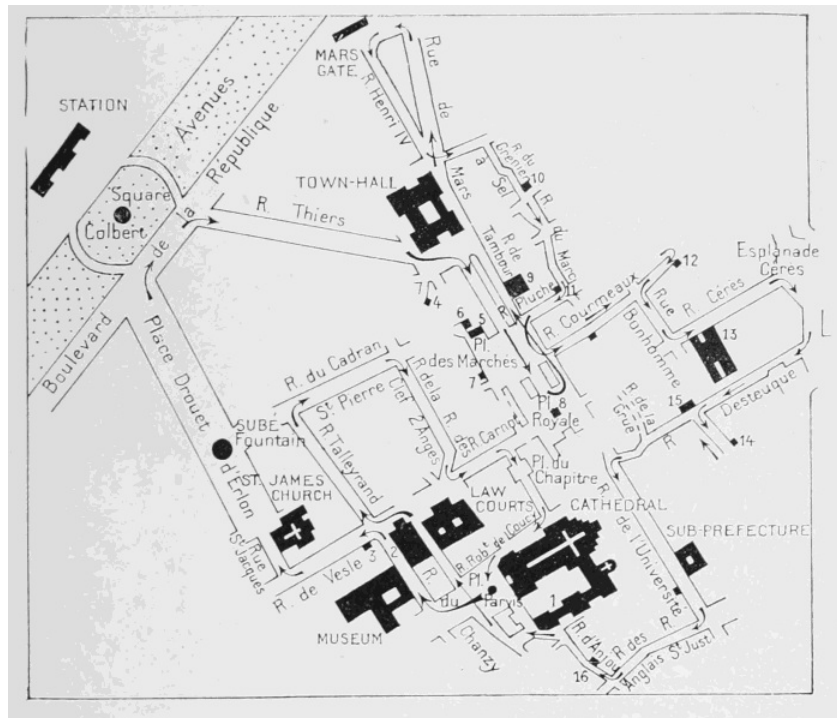 MARS
GATE
Rue de
R. Henri IV
STATION
Avenues
République
de la
Boulevard
Square
Colbert
TOWN-HALL
R. Thiers
Mars
R. du
Grenier
à Sel
10
R. du Marc
R. de
Tambour
9
R. Pluche
11
12
Esplanade
Cérès
R. Cérès
Rue
Bonhomme
R. Courmeaux
13
7
4
6
5
Pl.
des Marchés
7
Pl. 8
Royale
15
Desteuque
R.
14
R. de la
Grue
Place Drouet
d'Erlon
SUBE
Fountain
R. du Cadran
St. Pierre
R. Talleyrand
R. de la
Clef
R. des
2 Anges
R. Carnot
Pl. du
Chapitre
ST. JAMES
CHURCH
LAW
COURTS
CATHEDRAL
R. de l'Université
SUB-PREFECTURE
Rue
St Jacques
R. de Vesle
3
2
R. Robt de Coucy
Pl.
du
Parvis
1
R.
Chanzy
MUSEUM
R. d'Anjou
R. des
Anglais
R.
St Just
16